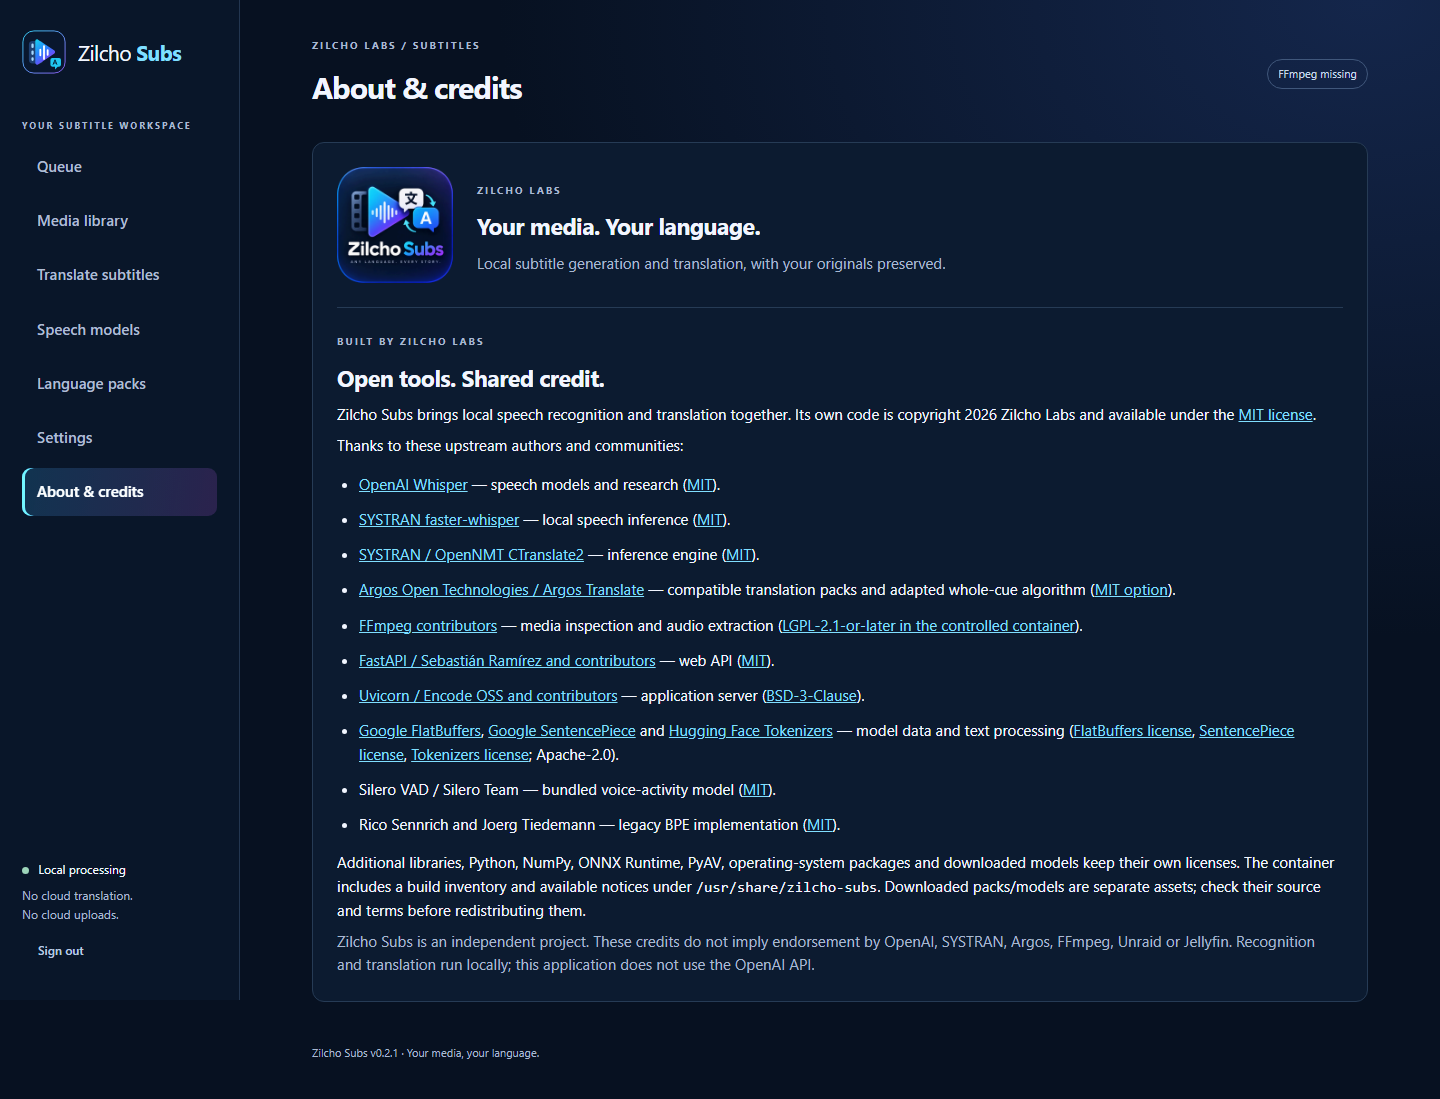 Zilcho Subs
YOUR SUBTITLE WORKSPACE
Queue
Media library
Translate subtitles
Speech models
Language packs
Settings
About & credits
Local processing
No cloud translation.
No cloud uploads.
Sign out
ZILCHO LABS / SUBTITLES
About & credits
FFmpeg missing
文
A
Zilcho Subs
ANY LANGUAGE. EVERY STORY.
ZILCHO LABS
Your media. Your language.
Local subtitle generation and translation, with your originals preserved.
BUILT BY ZILCHO LABS
Open tools. Shared credit.
Zilcho Subs brings local speech recognition and translation together. Its own code is copyright 2026 Zilcho Labs and available under the MIT license.
Thanks to these upstream authors and communities:
• OpenAI Whisper — speech models and research (MIT).
• SYSTRAN faster-whisper — local speech inference (MIT).
• SYSTRAN / OpenNMT CTranslate2 — inference engine (MIT).
• Argos Open Technologies / Argos Translate — compatible translation packs and adapted whole-cue algorithm (MIT option).
• FFmpeg contributors — media inspection and audio extraction (LGPL-2.1-or-later in the controlled container).
• FastAPI / Sebastián Ramírez and contributors — web API (MIT).
• Uvicorn / Encode OSS and contributors — application server (BSD-3-Clause).
• Google FlatBuffers, Google SentencePiece and Hugging Face Tokenizers — model data and text processing (FlatBuffers license, SentencePiece
license, Tokenizers license; Apache-2.0).
• Silero VAD / Silero Team — bundled voice-activity model (MIT).
• Rico Sennrich and Joerg Tiedemann — legacy BPE implementation (MIT).
Additional libraries, Python, NumPy, ONNX Runtime, PyAV, operating-system packages and downloaded models keep their own licenses. The container
includes a build inventory and available notices under /usr/share/zilcho-subs. Downloaded packs/models are separate assets; check their source
and terms before redistributing them.
Zilcho Subs is an independent project. These credits do not imply endorsement by OpenAI, SYSTRAN, Argos, FFmpeg, Unraid or Jellyfin. Recognition
and translation run locally; this application does not use the OpenAI API.
Zilcho Subs v0.2.1 · Your media, your language.